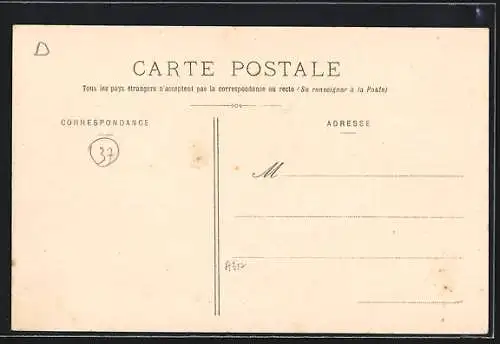 D
CARTE POSTALE
Tous les pays étrangers n'acceptent pas la correspondance au recto (Se renseigner à la Poste)
CORRESPONDANCE
ADRESSE
37
M